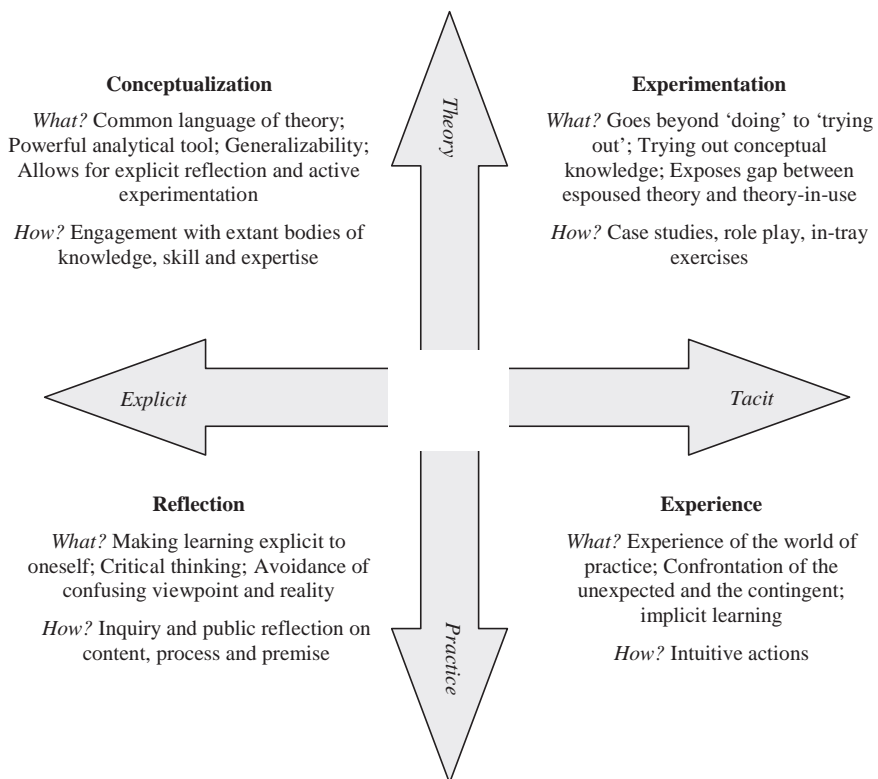 Conceptualization
What? Common language of theory;
Powerful analytical tool; Generalizability;
Allows for explicit reflection and active
experimentation
How? Engagement with extant bodies of
knowledge, skill and expertise
Theory
Experimentation
What? Goes beyond ‘doing’ to ‘trying
out’; Trying out conceptual
knowledge; Exposes gap between
espoused theory and theory-in-use
How? Case studies, role play, in-tray
exercises
Explicit
Tacit
Reflection
What? Making learning explicit to
oneself; Critical thinking; Avoidance of
confusing viewpoint and reality
How? Inquiry and public reflection on
content, process and premise
Practice
Experience
What? Experience of the world of
practice; Confrontation of the
unexpected and the contingent;
implicit learning
How? Intuitive actions